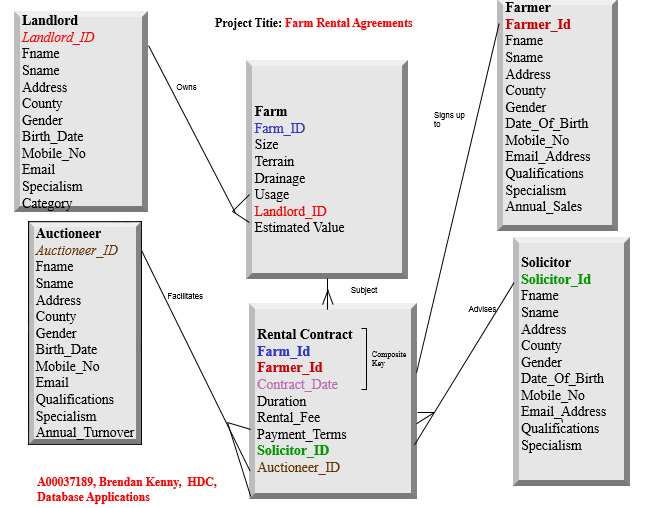 Project Title: Farm Rental Agreements
Landlord
Landlord_ID
Fname
Sname
Address
County
Gender
Birth_Date
Mobile_No
Email
Specialism
Category
Owns
Farm
Farm_ID
Size
Terrain
Drainage
Usage
Landlord_ID
Estimated Value
Signs up
to
Farmer
Farmer_Id
Fname
Sname
Address
County
Gender
Date_Of_Birth
Mobile_No
Email_Address
Qualifications
Specialism
Annual_Sales
Auctioneer
Auctioneer_ID
Fname
Sname
Address
County
Gender
Birth_Date
Mobile_No
Email
Qualifications
Specialism
Annual_Turnover
Facilitates
Subject
Rental Contract
Farm_Id
Farmer_Id
Contract_Date
Duration
Rental_Fee
Payment_Terms
Solicitor_ID
Auctioneer_ID
Composite
Key
Advises
Solicitor
Solicitor_Id
Fname
Sname
Address
County
Gender
Date_Of_Birth
Mobile_No
Email_Address
Qualifications
Specialism
A00037189, Brendan Kenny, HDC,
Database Applications